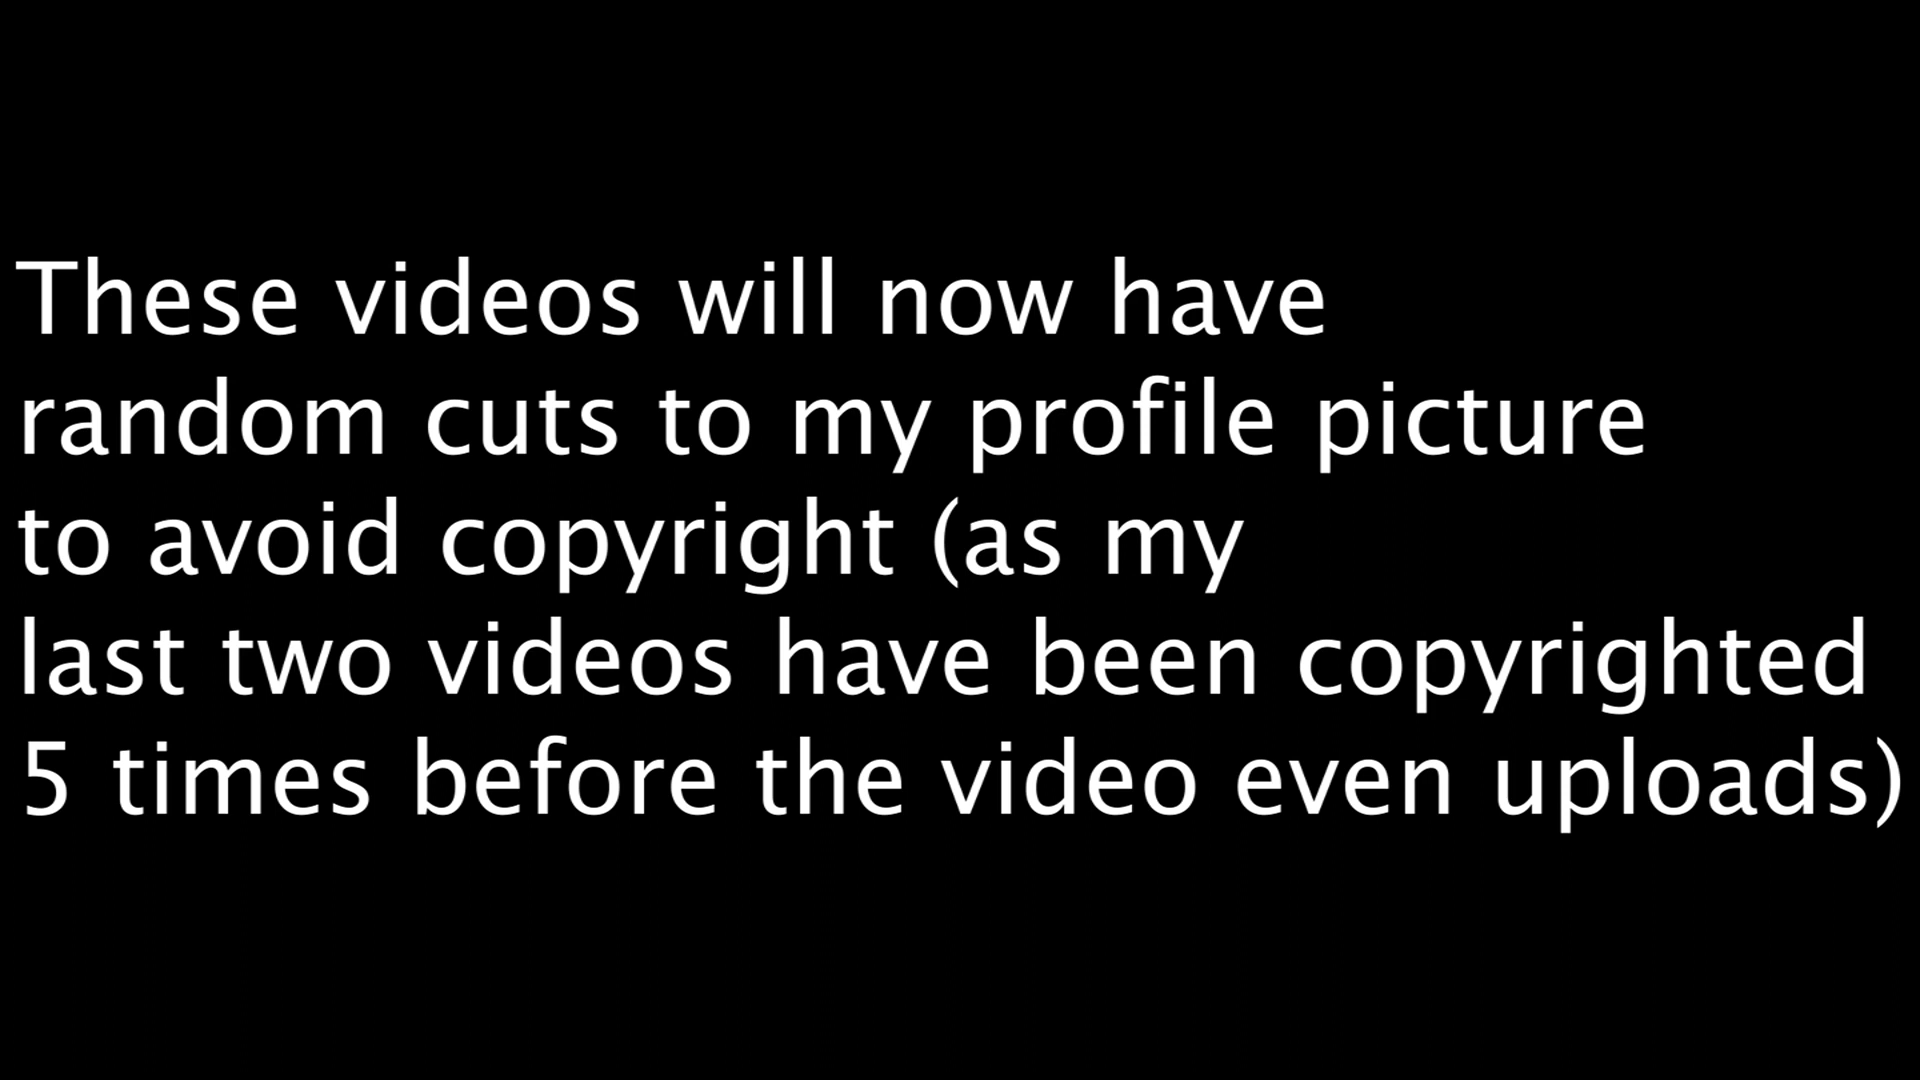 These videos will now have
random cuts to my profile picture
to avoid copyright (as my
last two videos have been copyrighted
5 times before the video even uploads)